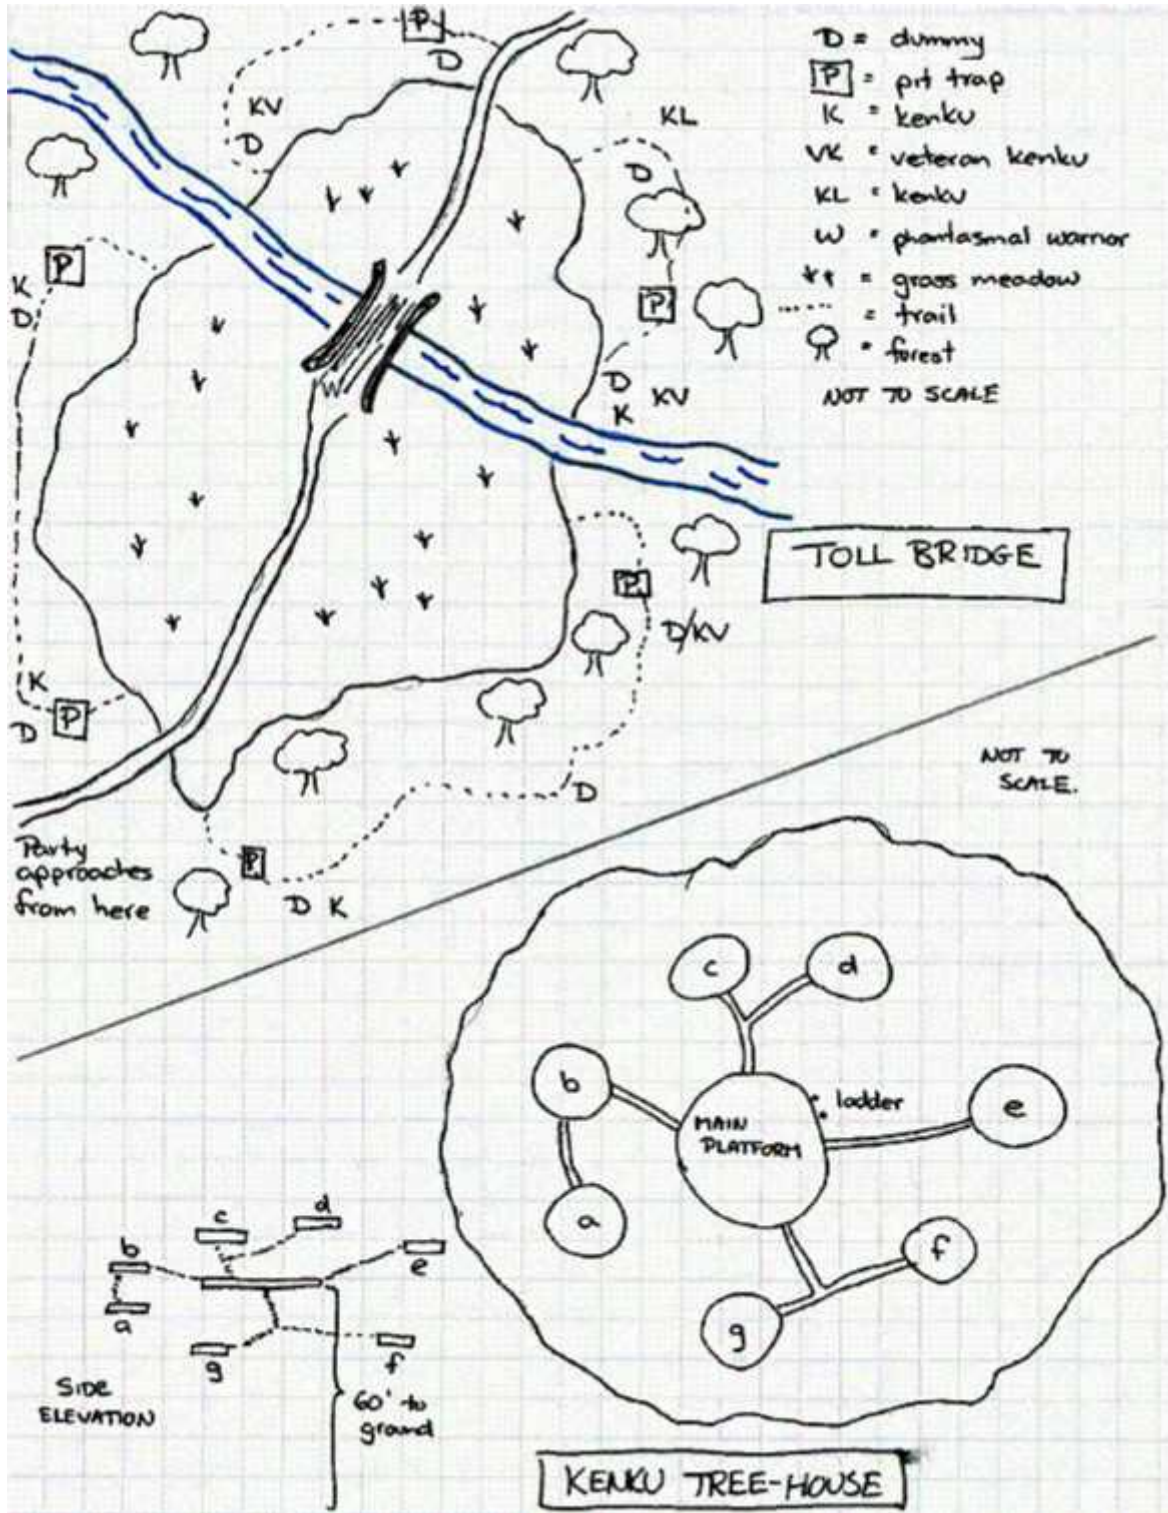 P
D
KV
D
KL
D
P
K
D
P
D
KV
K
W
P
D/KV
K
D
P
D
P
D K
Party
approaches
from here
D = dummy
P = pit trap
K = kenku
VK = veteran kenku
KL = kenku
W = phantasmal warrior
= grass meadow
= trail
= forest
NOT TO SCALE
TOLL BRIDGE
NOT TO
SCALE.
c
d
b
e
ladder
MAIN
PLATFORM
a
f
g
c
d
b
e
a
g
f
SIDE
ELEVATION
60' to
ground
KENKU TREE-HOUSE